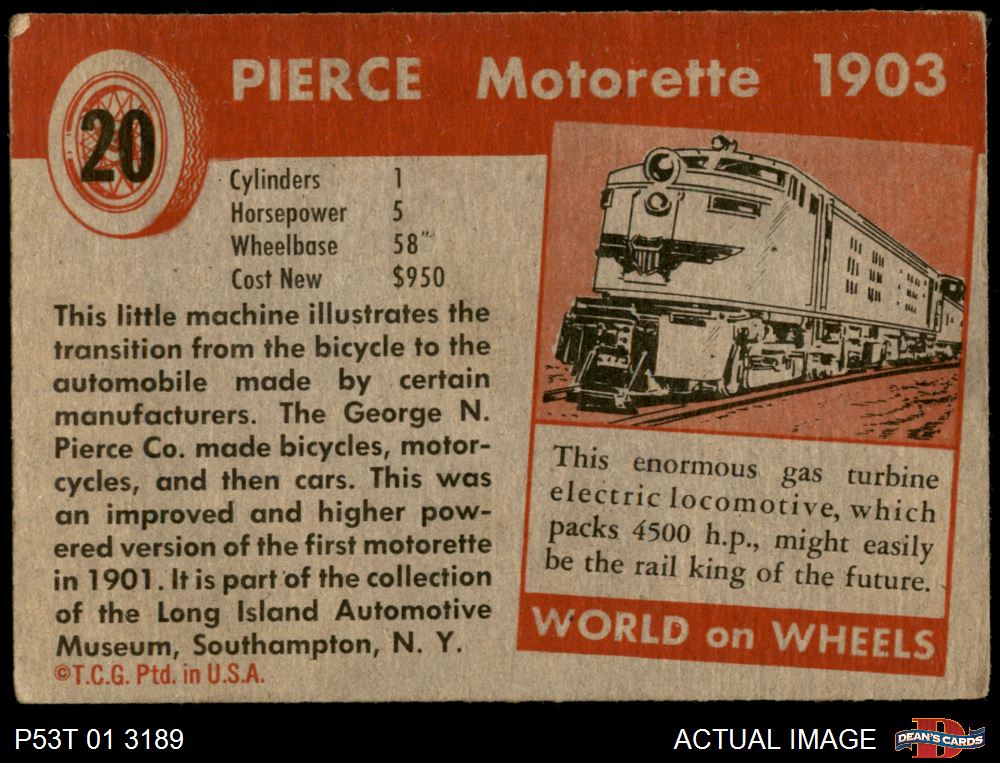 20
PIERCE Motorette 1903
Cylinders 1
Horsepower 5
Wheelbase 58"
Cost New $950
This little machine illustrates the
transition from the bicycle to the
automobile made by certain
manufacturers. The George N.
Pierce Co. made bicycles, motor-
cycles, and then cars. This was
an improved and higher pow-
ered version of the first motorette
in 1901. It is part of the collection
of the Long Island Automotive
Museum, Southampton, N. Y.
©T.C.G. Ptd. in U.S.A.
This enormous gas turbine
electric locomotive, which
packs 4500 h.p., might easily
be the rail king of the future.
WORLD on WHEELS
P53T 01 3189
ACTUAL IMAGE
D
DEAN'S CARDS